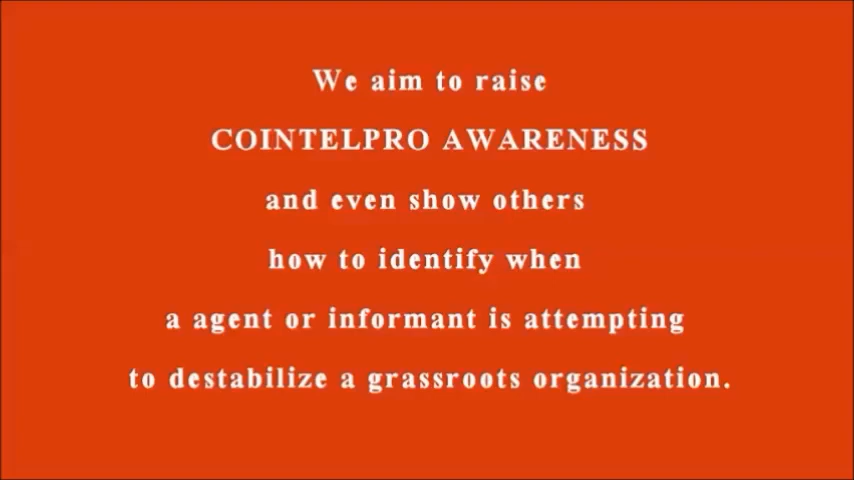 We aim to raise
COINTELPRO AWARENESS
and even show others
how to identify when
a agent or informant is attempting
to destabilize a grassroots organization.